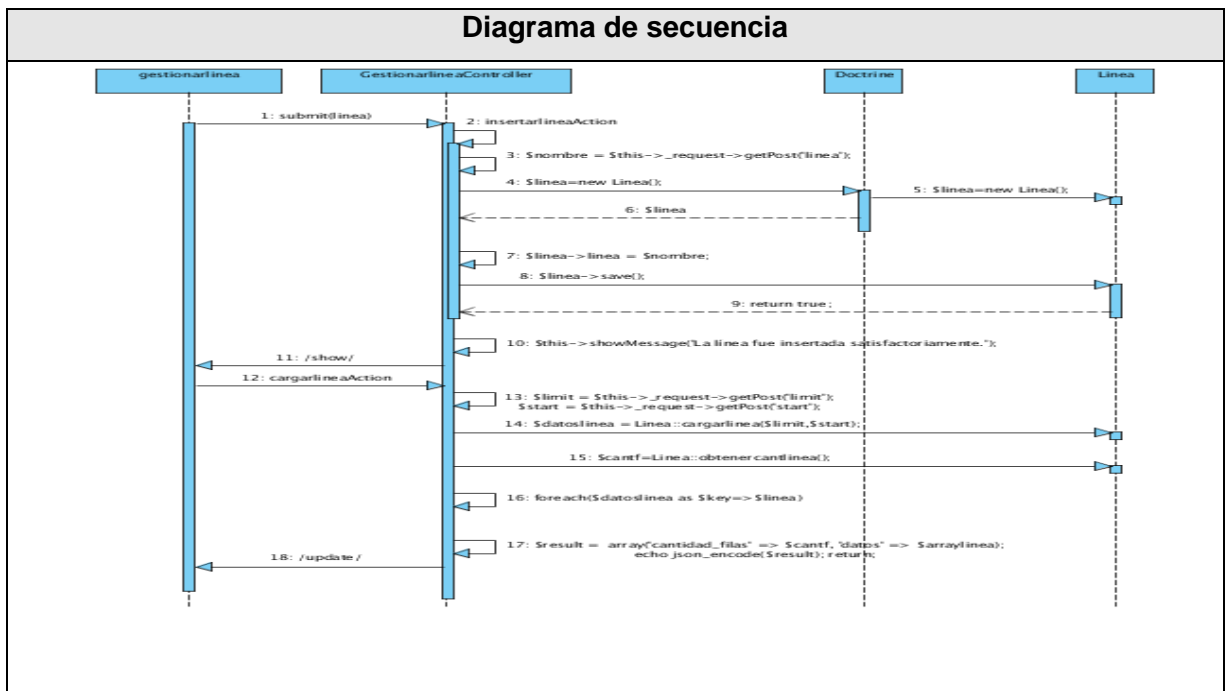 Diagrama de secuencia
gestionarlinea
GestionarlineaController
Doctrine
Linea
1: submit(linea)
2: insertarlineaAction
3: $nombre = $this->_request->getPost("linea");
4: $linea=new Linea();
5: $linea=new Linea();
6: $linea
7: $linea->linea = $nombre;
8: $linea->save();
9: return true;
10: $this->showMessage("La linea fue insertada satisfactoriamente.");
11: /show/
12: cargarlineaAction
13: $limit = $this->_request->getPost("limit");
$start = $this->_request->getPost("start");
14: $datoslinea = Linea::cargarlinea($limit,$start);
15: $cantf=Linea::obtenercantlinea();
16: foreach($datoslinea as $key=>$linea)
17: $result = array("cantidad_filas" => $cantf, "datos" => $arraylinea);
echo json_encode($result); return;
18: /update/